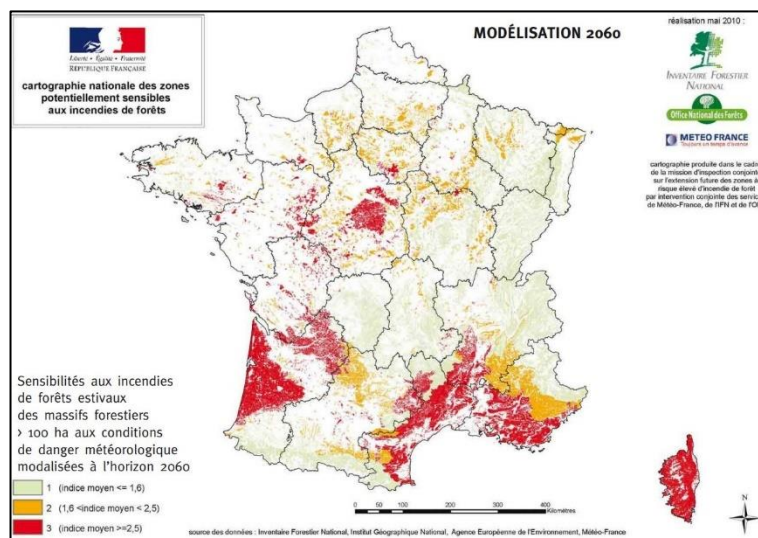 MODÉLISATION 2060
Liberté • Égalité • Fraternité
RÉPUBLIQUE FRANÇAISE
cartographie nationale des zones
potentiellement sensibles
aux incendies de forêts
réalisation mai 2010 :
INVENTAIRE FORESTIER
NATIONAL
Office National des Forêts
METEO FRANCE
Toujours un temps d'avance
cartographie produite dans le cadre
de la mission d'inspection conjointe
sur l'extension future des zones à
risque élevé d'incendie de forêt
par intervention conjointe des service
de Météo-France, de l'IFN et de l'O
Sensibilités aux incendies
de forêts estivaux
des massifs forestiers
> 100 ha aux conditions
de danger météorologique
modalisées à l'horizon 2060
1 (indice moyen <= 1,6)
2 (1,6 <indice moyen < 2,5)
3 (indice moyen >=2,5)
0 50 100 200 300 400
Kilomètres
N
source des données : Inventaire Forestier National, Institut Géographique National, Agence Européenne de l'Environnement, Météo-France